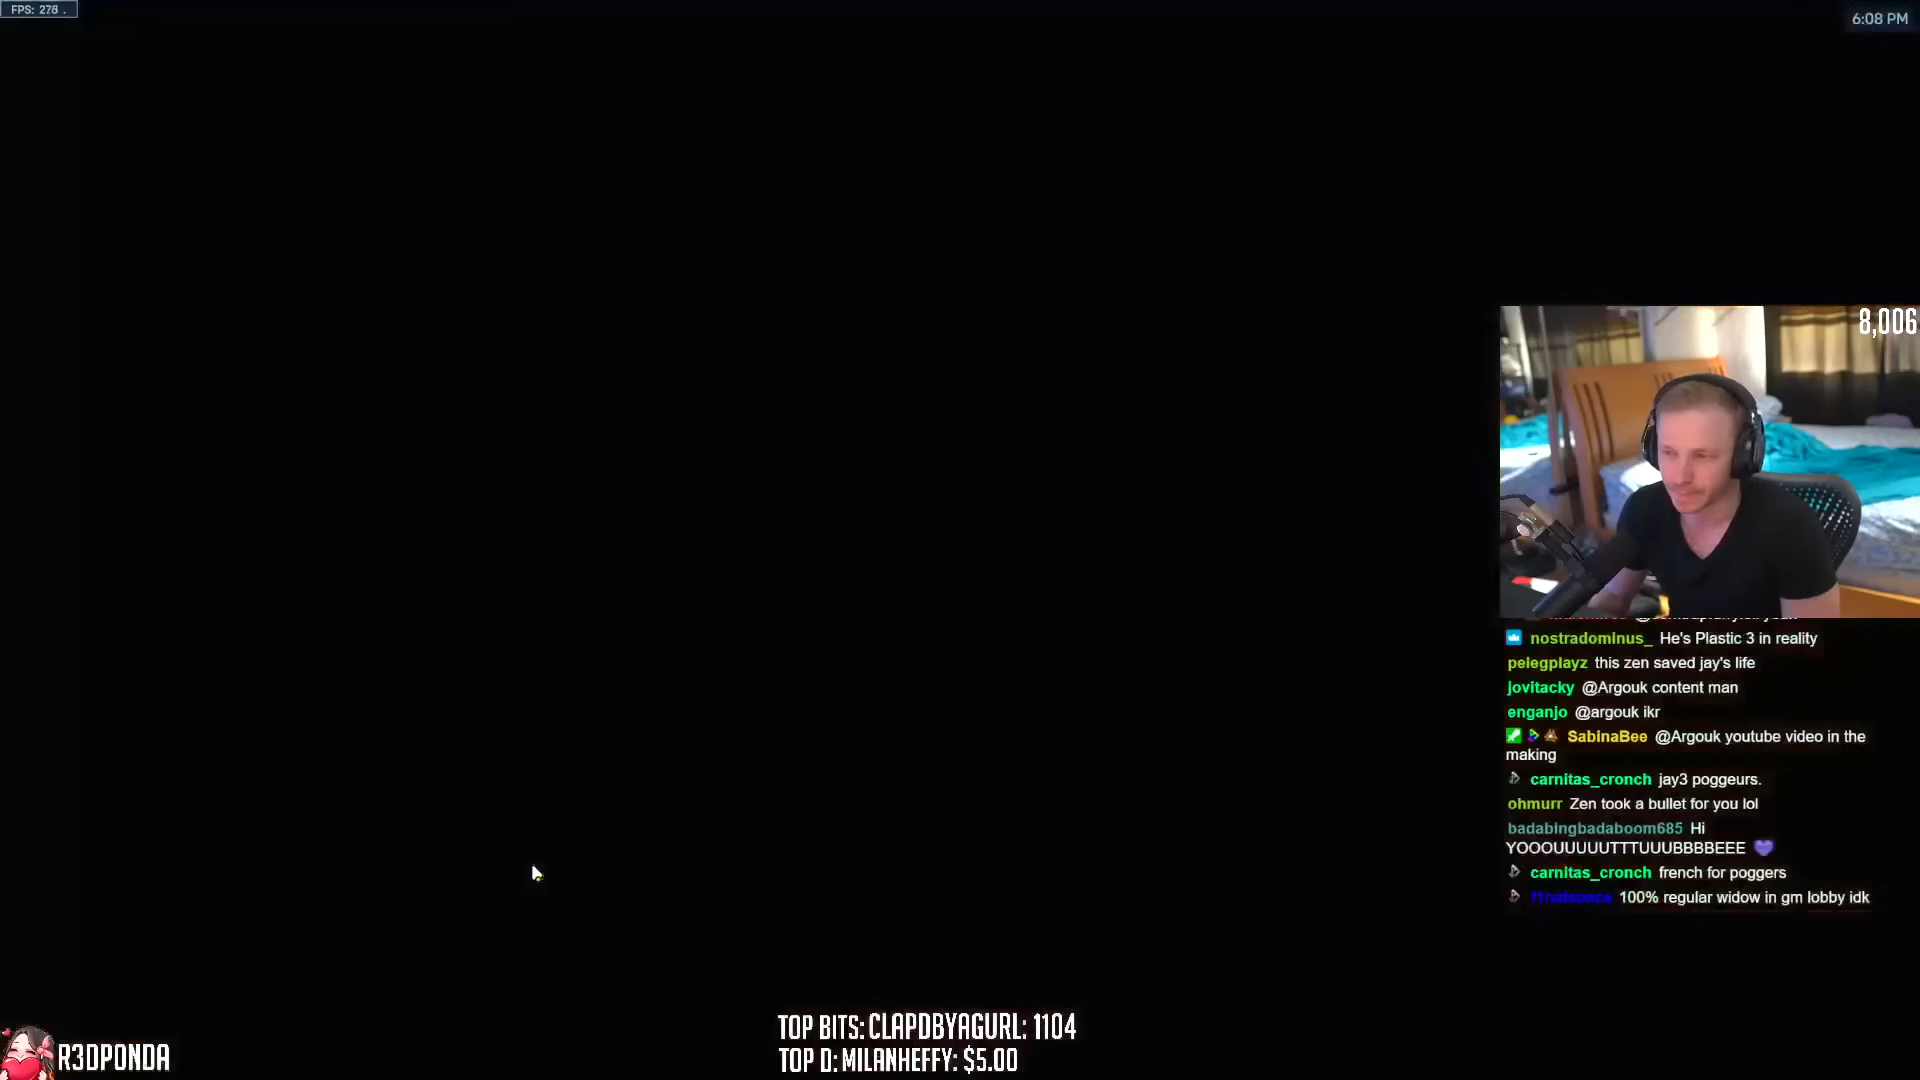 FPS: 278 .
6:08 PM
8,006
nostradominus_ He's Plastic 3 in reality
pelegplayz this zen saved jay's life
jovitacky @Argouk content man
enganjo @argouk ikr
SabinaBee @Argouk youtube video in the
making
carnitas_cronch jay3 poggeurs.
ohmurr Zen took a bullet for you lol
badabingbadaboom685 Hi
YOOOUUUUUTTTUUUBBBBEEE
carnitas_cronch french for poggers
100% regular widow in gm lobby idk
TOP BITS: CLAPDBYAGURL: 1104
TOP D: MILANHEFFY: $5.00
R3DPONDA